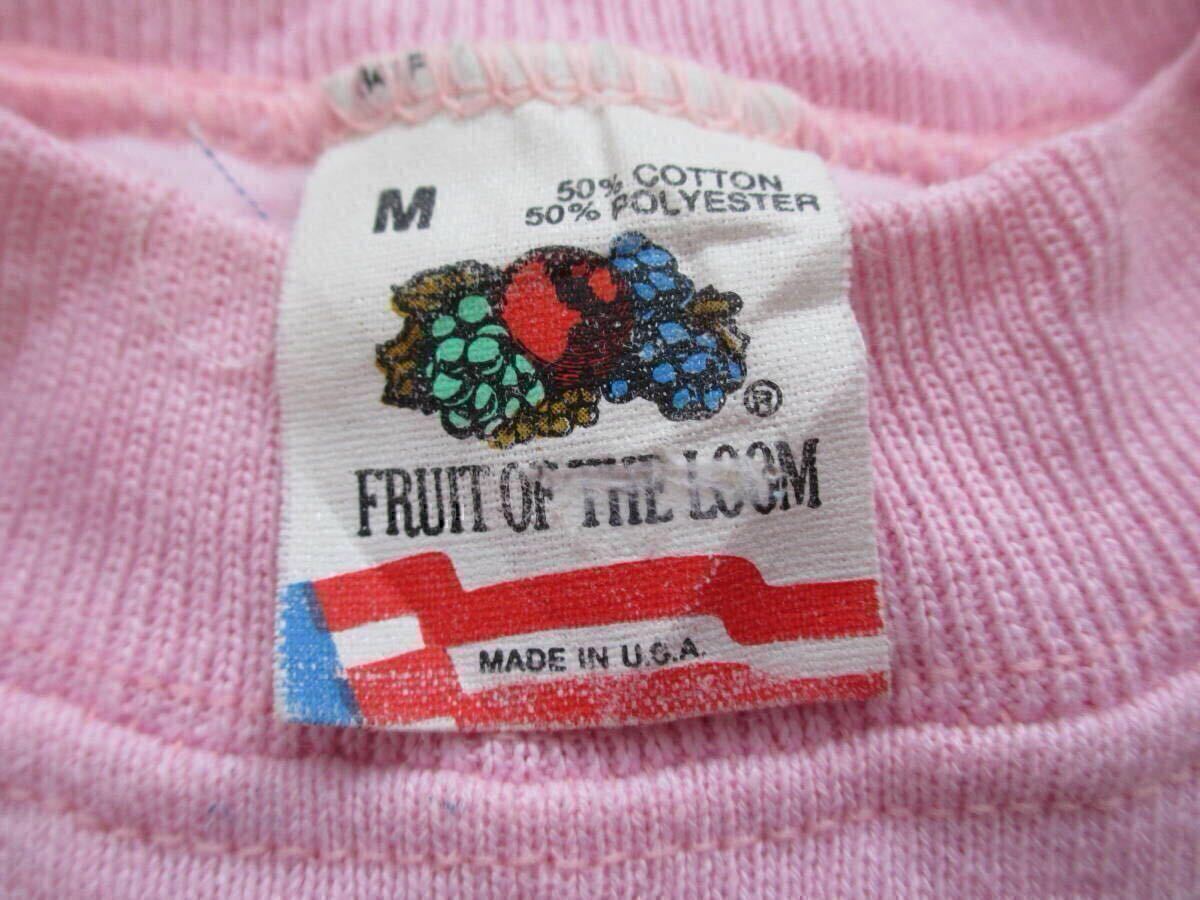 M
50% COTTON
50% POLYESTER
®
FRUIT OF THE LOOM
MADE IN U.S.A.